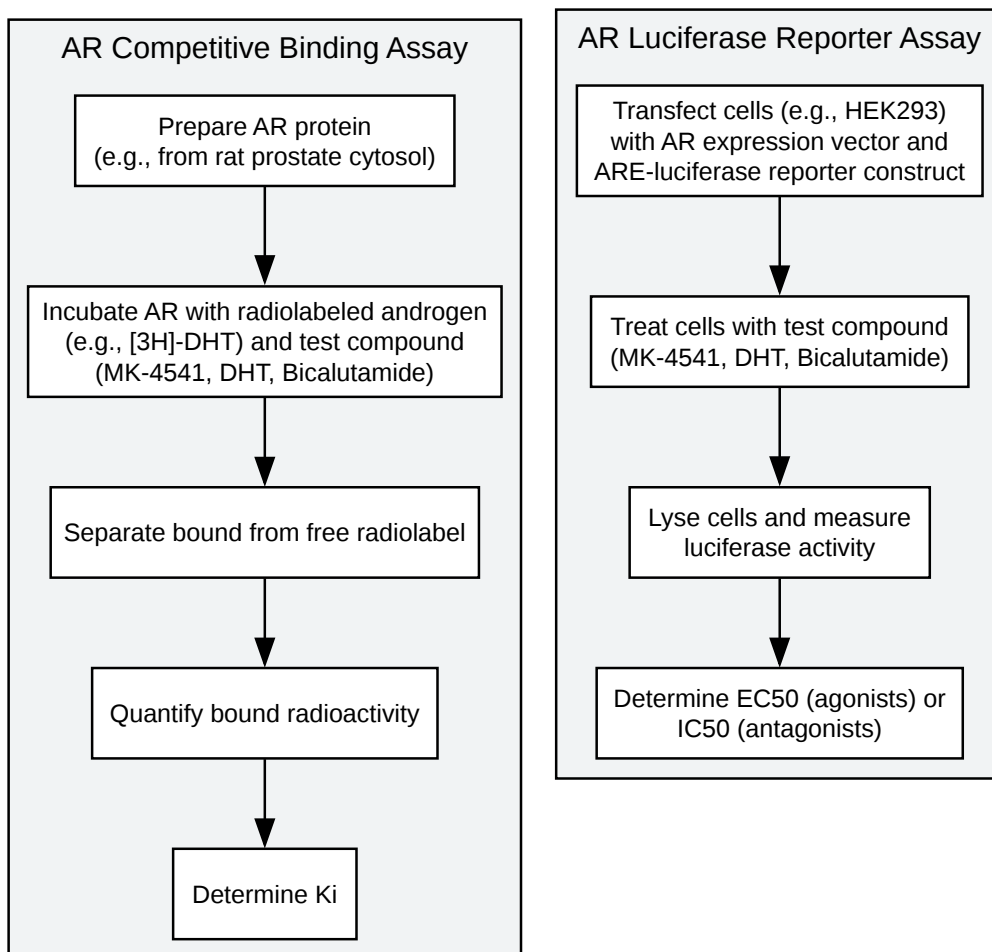 AR Competitive Binding Assay
Prepare AR protein
(e.g., from rat prostate cytosol)
Incubate AR with radiolabeled androgen
(e.g., [3H]-DHT) and test compound
(MK-4541, DHT, Bicalutamide)
Separate bound from free radiolabel
Quantify bound radioactivity
Determine Ki
AR Luciferase Reporter Assay
Transfect cells (e.g., HEK293)
with AR expression vector and
ARE-luciferase reporter construct
Treat cells with test compound
(MK-4541, DHT, Bicalutamide)
Lyse cells and measure
luciferase activity
Determine EC50 (agonists) or
IC50 (antagonists)